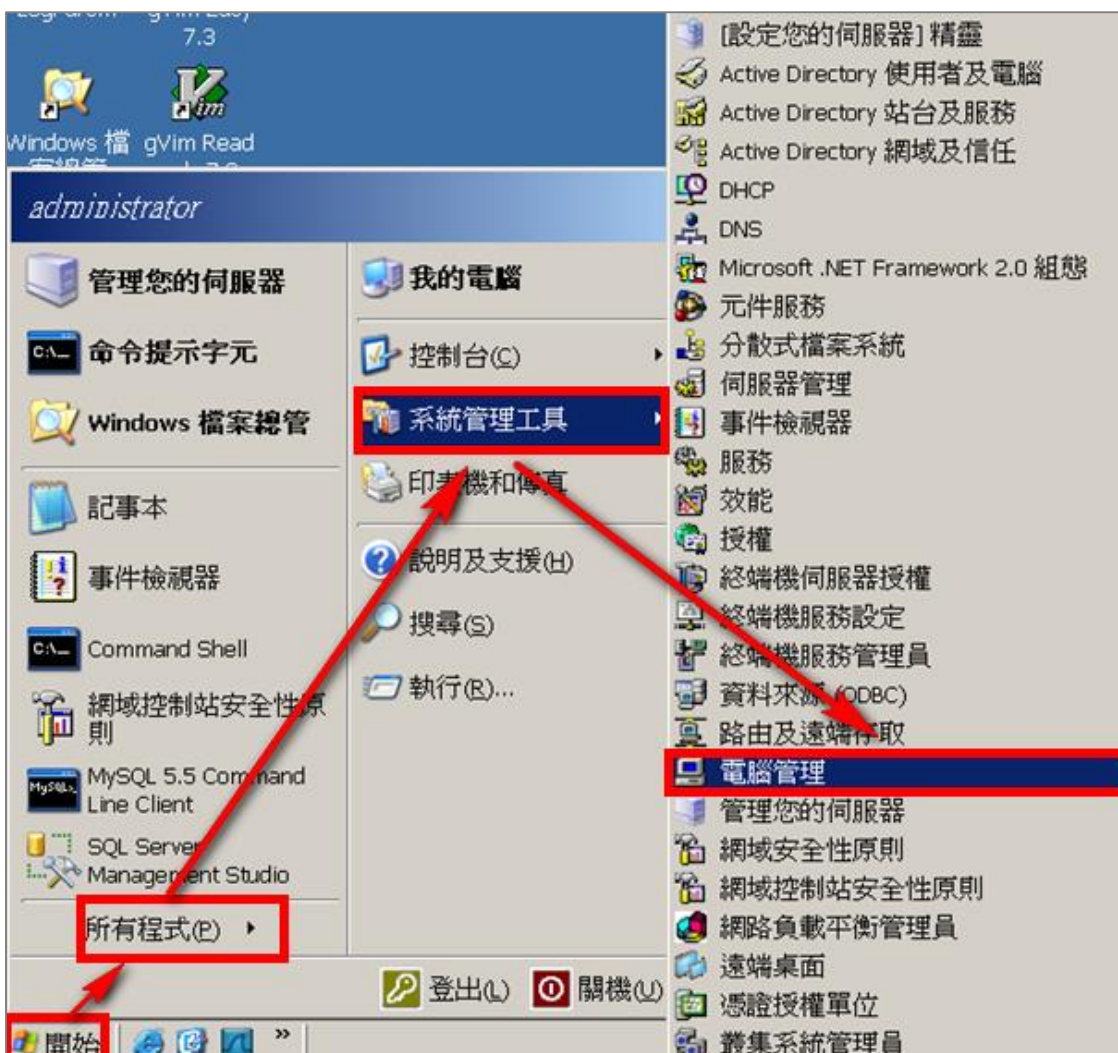 7.3
Windows 檔
gVim Read
administrator
管理您的伺服器
命令提示字元
Windows 檔案總管
記事本
事件檢視器
Command Shell
網域控制站安全性原
則
MySQL 5.5 Command
Line Client
SQL Server
Management Studio
所有程式(P)
我的電腦
控制台(C)
系統管理工具
印表機和傳真
說明及支援(H)
搜尋(S)
執行(R)...
登出(L)
關機(U)
開始
»
[設定您的伺服器] 精靈
Active Directory 使用者及電腦
Active Directory 站台及服務
Active Directory 網域及信任
DHCP
DNS
Microsoft .NET Framework 2.0 組態
元件服務
分散式檔案系統
伺服器管理
事件檢視器
服務
效能
授權
終端機伺服器授權
終端機服務設定
終端機服務管理員
資料來源 (ODBC)
路由及遠端存取
電腦管理
管理您的伺服器
網域安全性原則
網域控制站安全性原則
網路負載平衡管理員
遠端桌面
憑證授權單位
叢集系統管理員